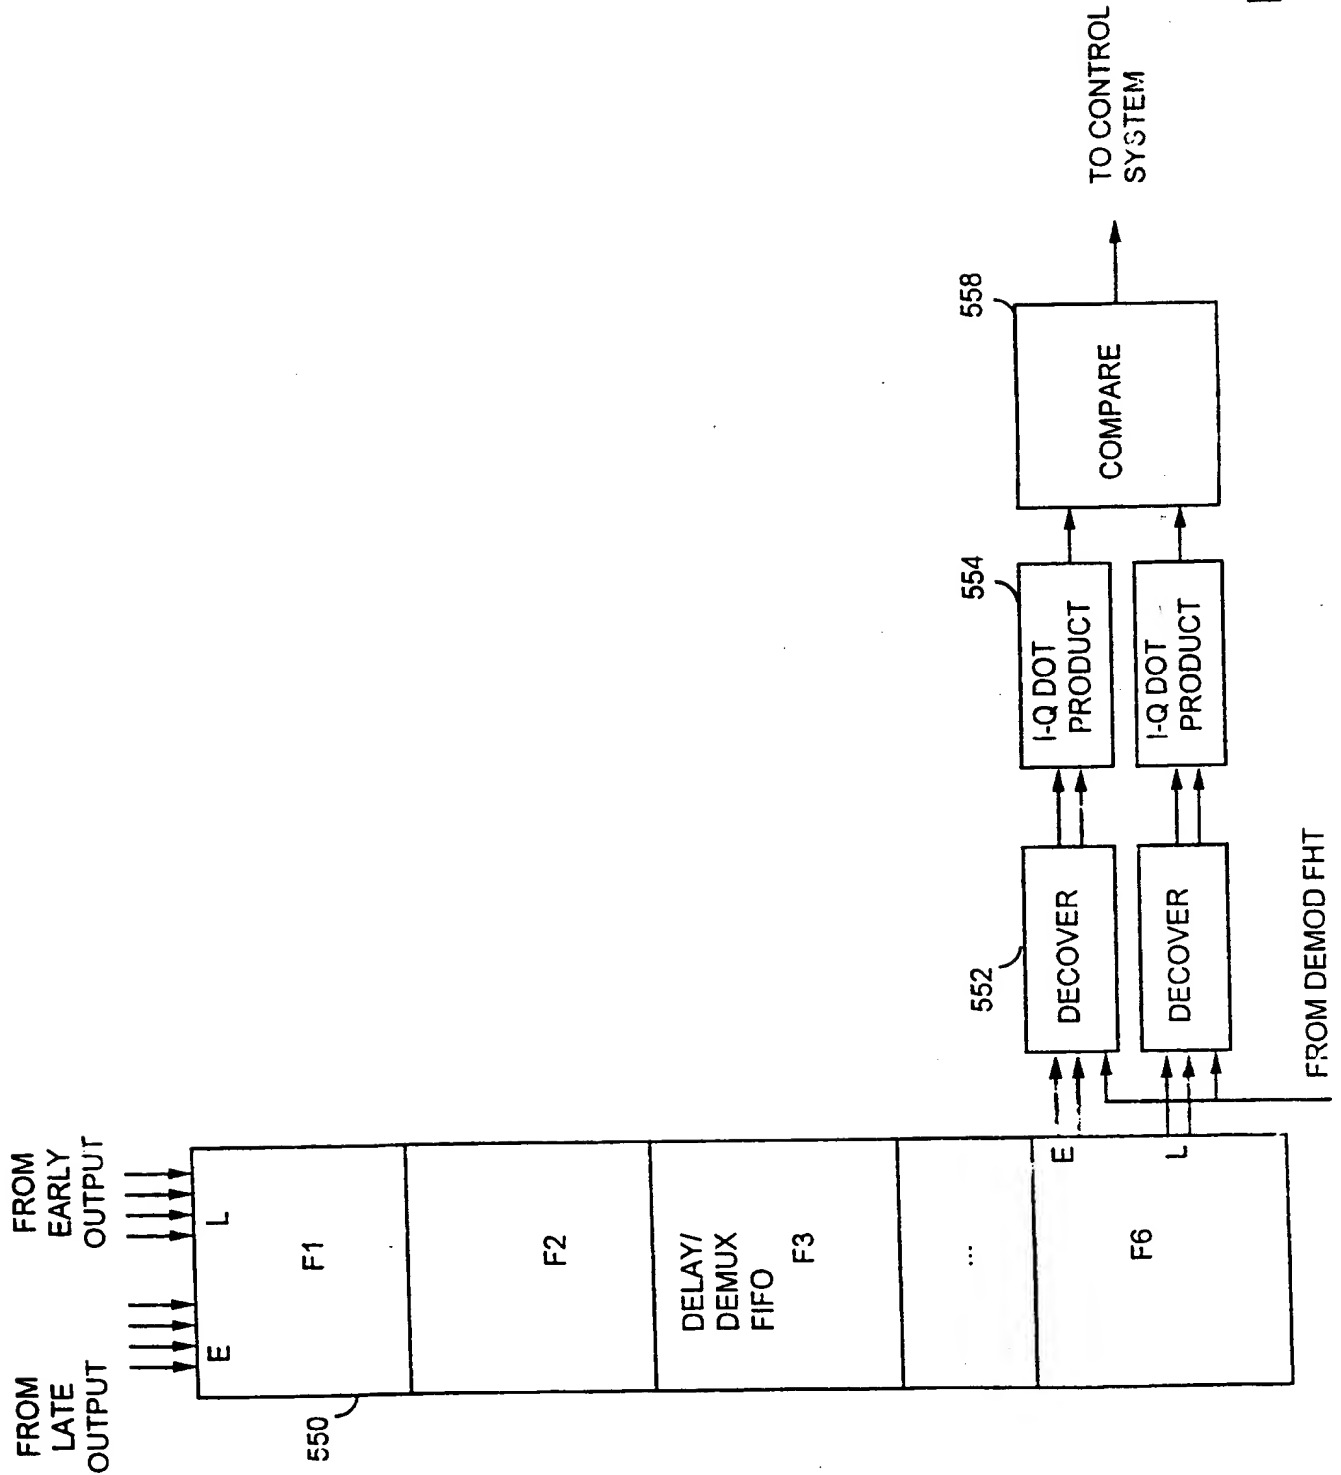 FROM
LATE
OUTPUT
FROM
EARLY
OUTPUT
E
L
550
F1
F2
DELAY/
DEMUX
FIFO
F3
...
F6
E
L
552
DECOVER
DECOVER
FROM DEMOD FHT
554
I-Q DOT
PRODUCT
I-Q DOT
PRODUCT
558
COMPARE
TO CONTROL
SYSTEM